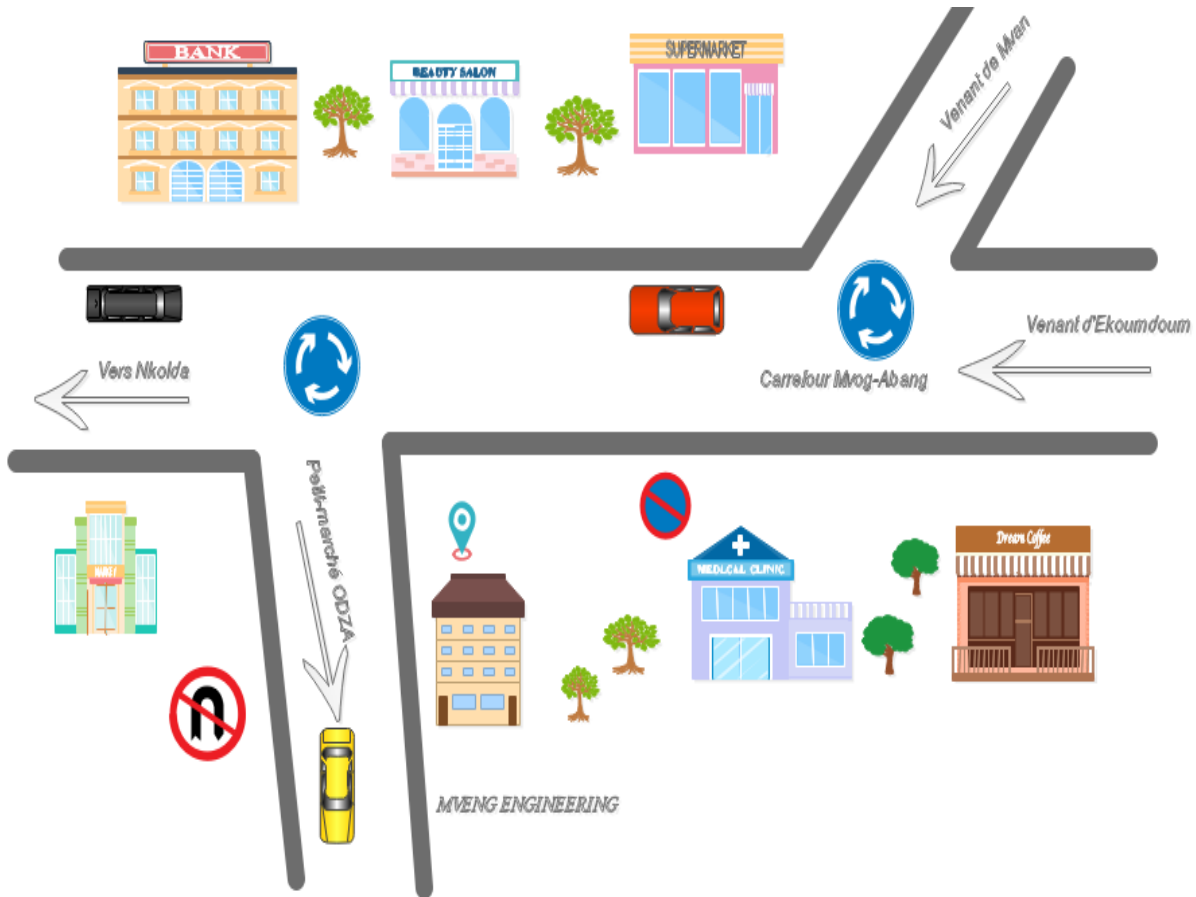 BANK
BEAUTY SALON
SUPERMARKET
Venant de Mvan
Venant d'Ekoumdoum
Vers Nkolda
Carrefour Mvog-Abang
Petit-marché ODZA
MARKET
MEDICAL CLINIC
Dream Coffee
MVENG ENGINEERING